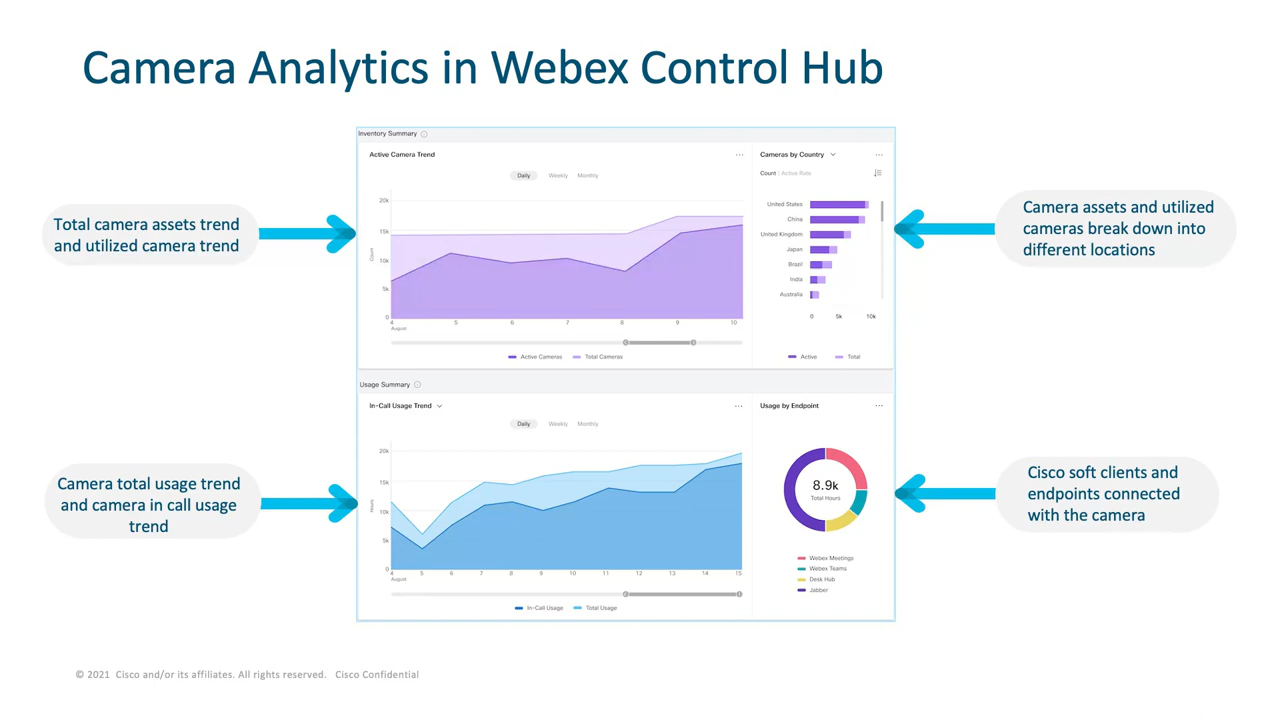 Camera Analytics in Webex Control Hub
Total camera assets trend
and utilized camera trend
Camera total usage trend
and camera in call usage
trend
Inventory Summary
Active Camera Trend
Daily Weekly Monthly
20k
15k
10k
5k
0
Count
4 5 6 7 8 9 10
August
Active Cameras Total Cameras
Cameras by Country
Count | Active Rate
United States
China
United Kingdom
Japan
Brazil
India
Australia
0 5k 10k
Active Total
Usage Summary
In-Call Usage Trend
Daily Weekly Monthly
20k
15k
10k
5k
0
Hours
4 5 6 7 8 9 10 11 12 13 14 15
August
In-Call Usage Total Usage
Usage by Endpoint
8.9k
Total Hours
Webex Meetings
Webex Teams
Desk Hub
Jabber
Camera assets and utilized
cameras break down into
different locations
Cisco soft clients and
endpoints connected
with the camera
© 2021 Cisco and/or its affiliates. All rights reserved. Cisco Confidential